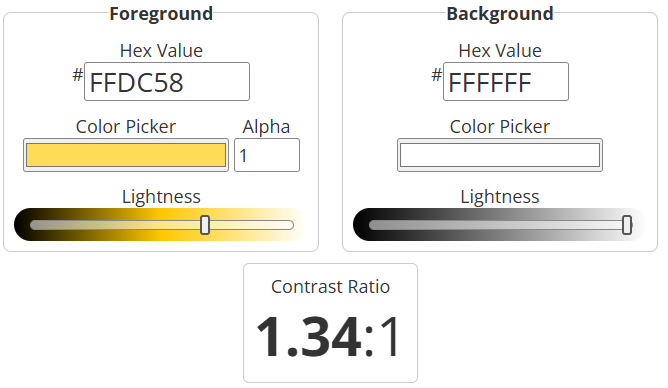 Foreground
Hex Value
# FFDC58
Color Picker Alpha
1
Lightness
Background
Hex Value
# FFFFFF
Color Picker
Lightness
Contrast Ratio
1.34:1